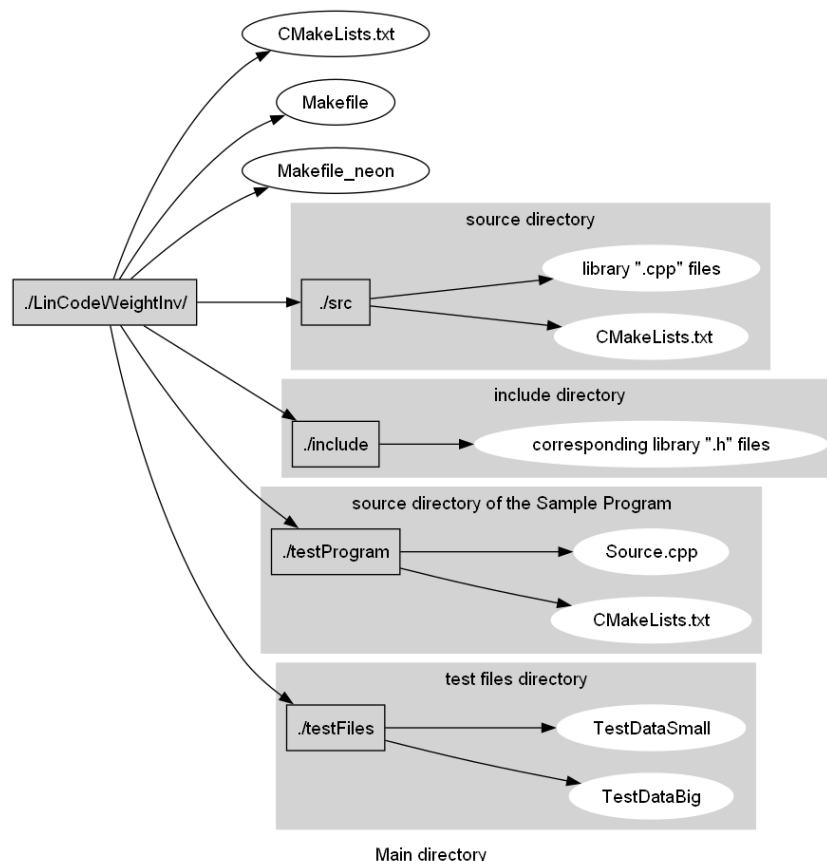 CMakeLists.txt
Makefile
Makefile_neon
source directory
library ".cpp" files
./LinCodeWeightInv/
./src
CMakeLists.txt
include directory
./include
corresponding library ".h" files
source directory of the Sample Program
./testProgram
Source.cpp
CMakeLists.txt
test files directory
./testFiles
TestDataSmall
TestDataBig
Main directory